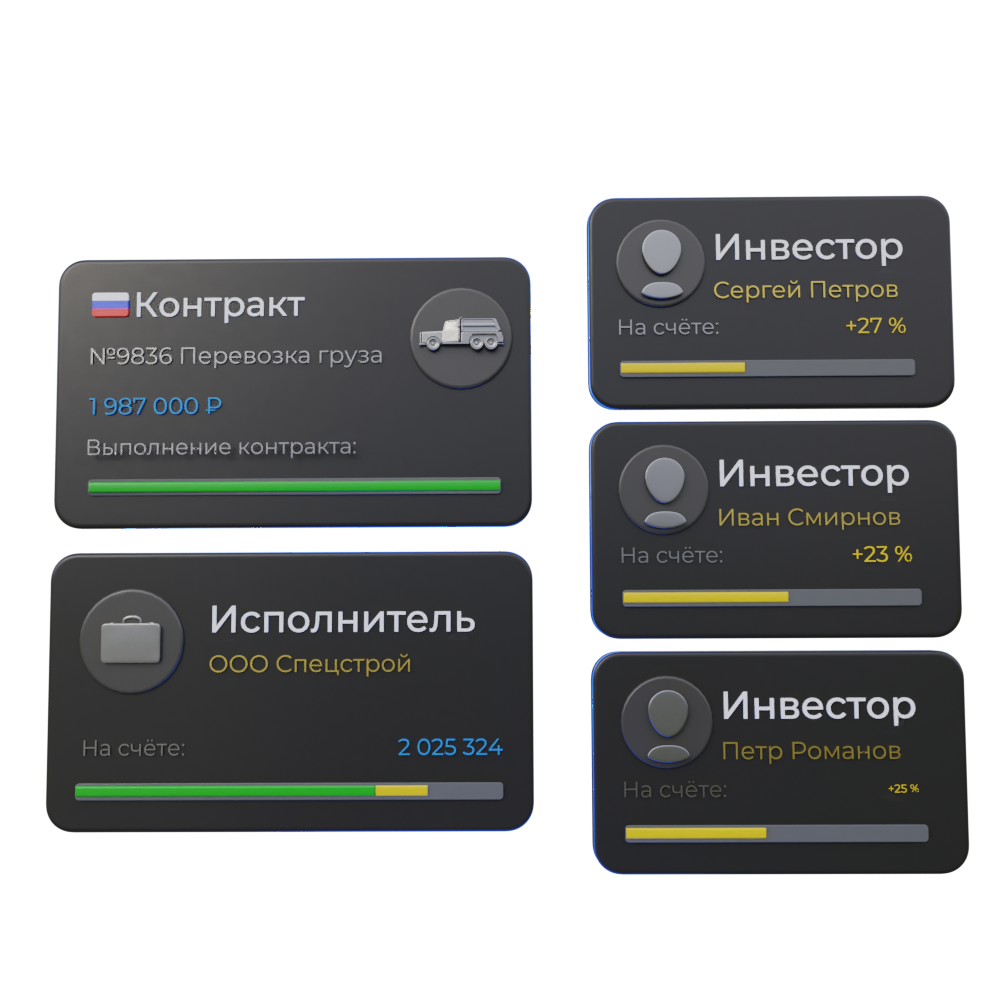 Контракт
№9836 Перевозка груза
1 987 000 ₽
Выполнение контракта:
Исполнитель
ООО Спецстрой
На счёте: 2 025 324
Инвестор
Сергей Петров
На счёте: +27 %
Инвестор
Иван Смирнов
На счёте: +23 %
Инвестор
Петр Романов
На счёте: +25 %